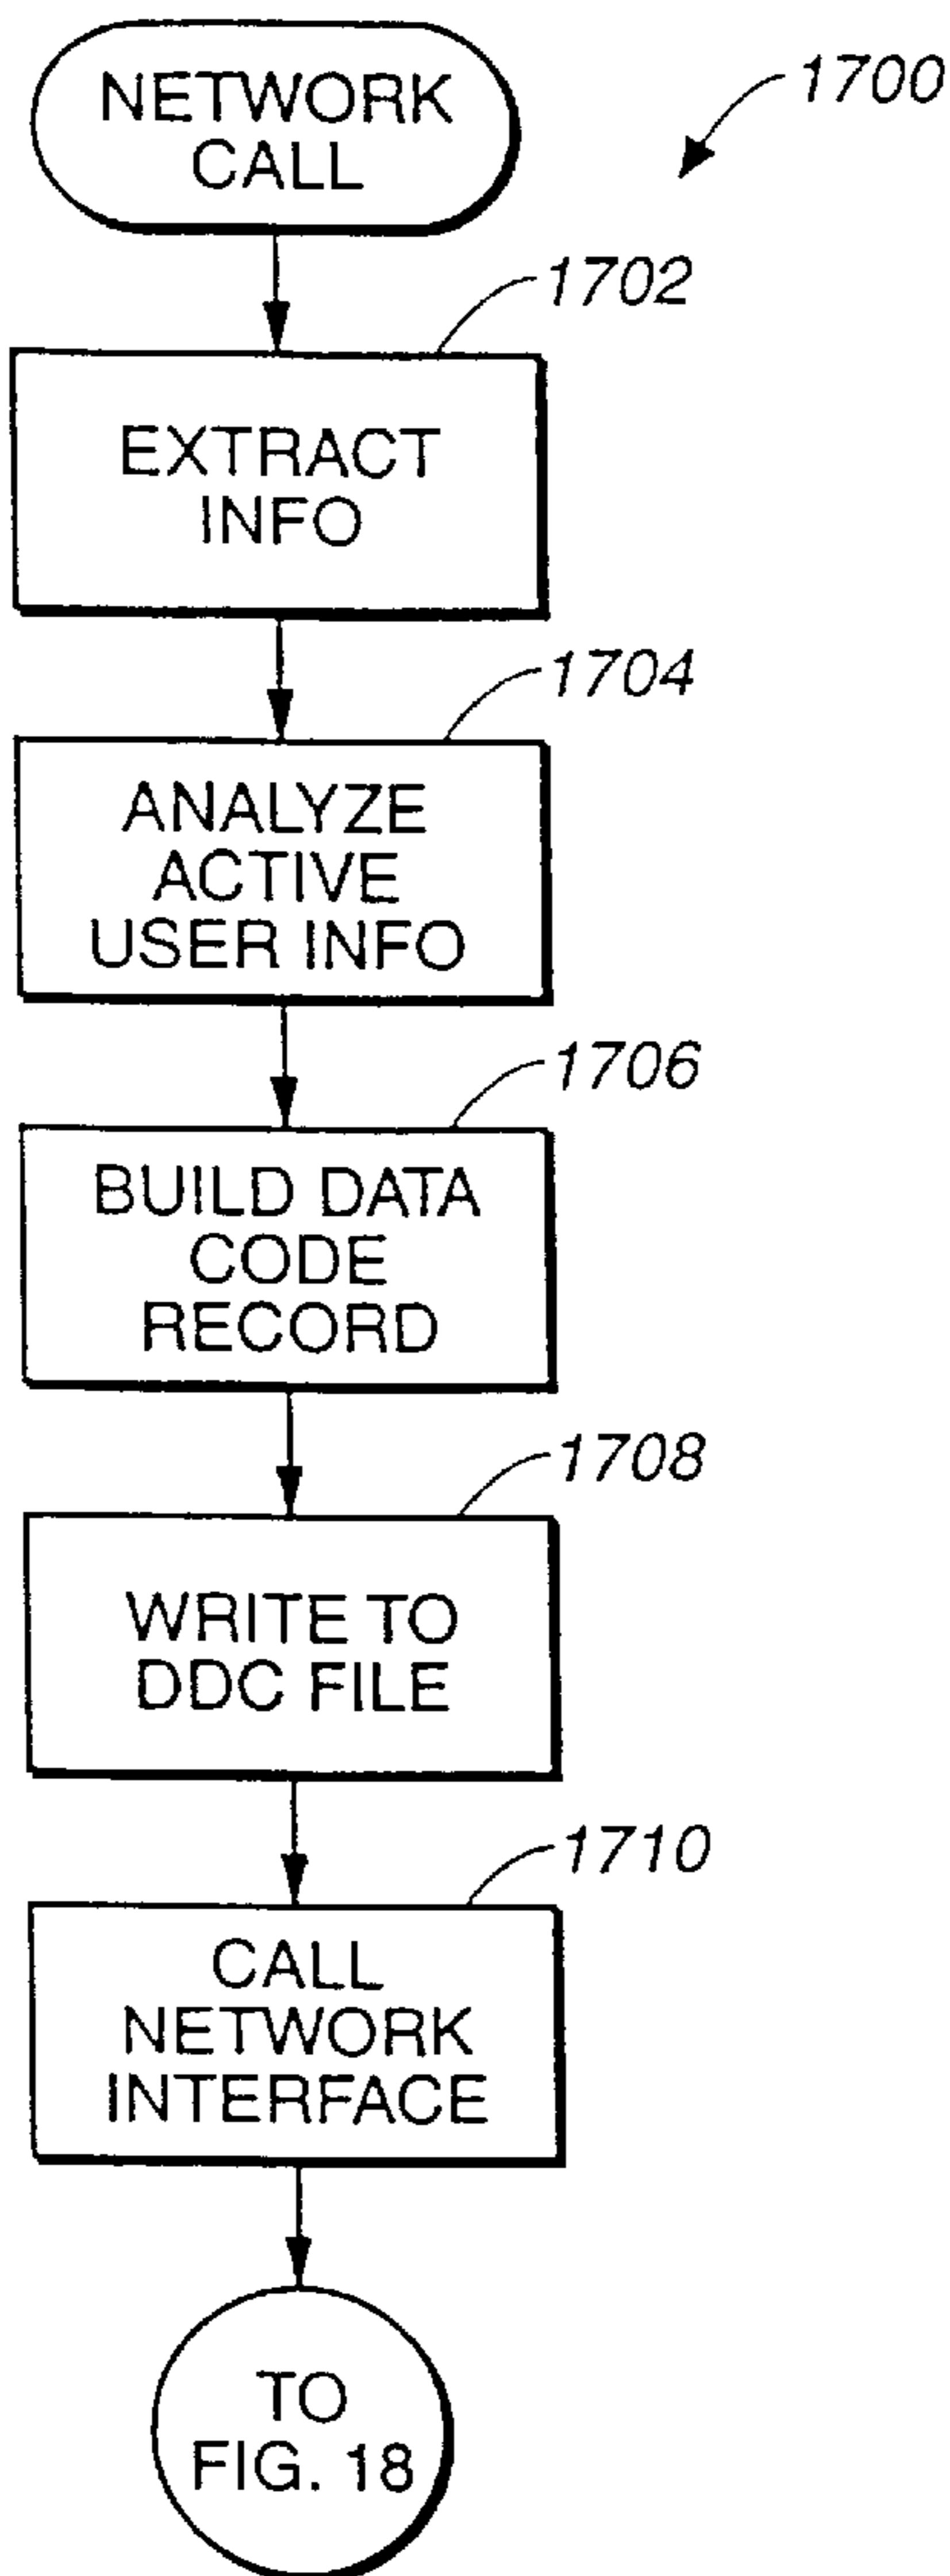 NETWORK
CALL
1700
1702
EXTRACT
INFO
1704
ANALYZE
ACTIVE
USER INFO
1706
BUILD DATA
CODE
RECORD
1708
WRITE TO
DDC FILE
1710
CALL
NETWORK
INTERFACE
TO
FIG. 18